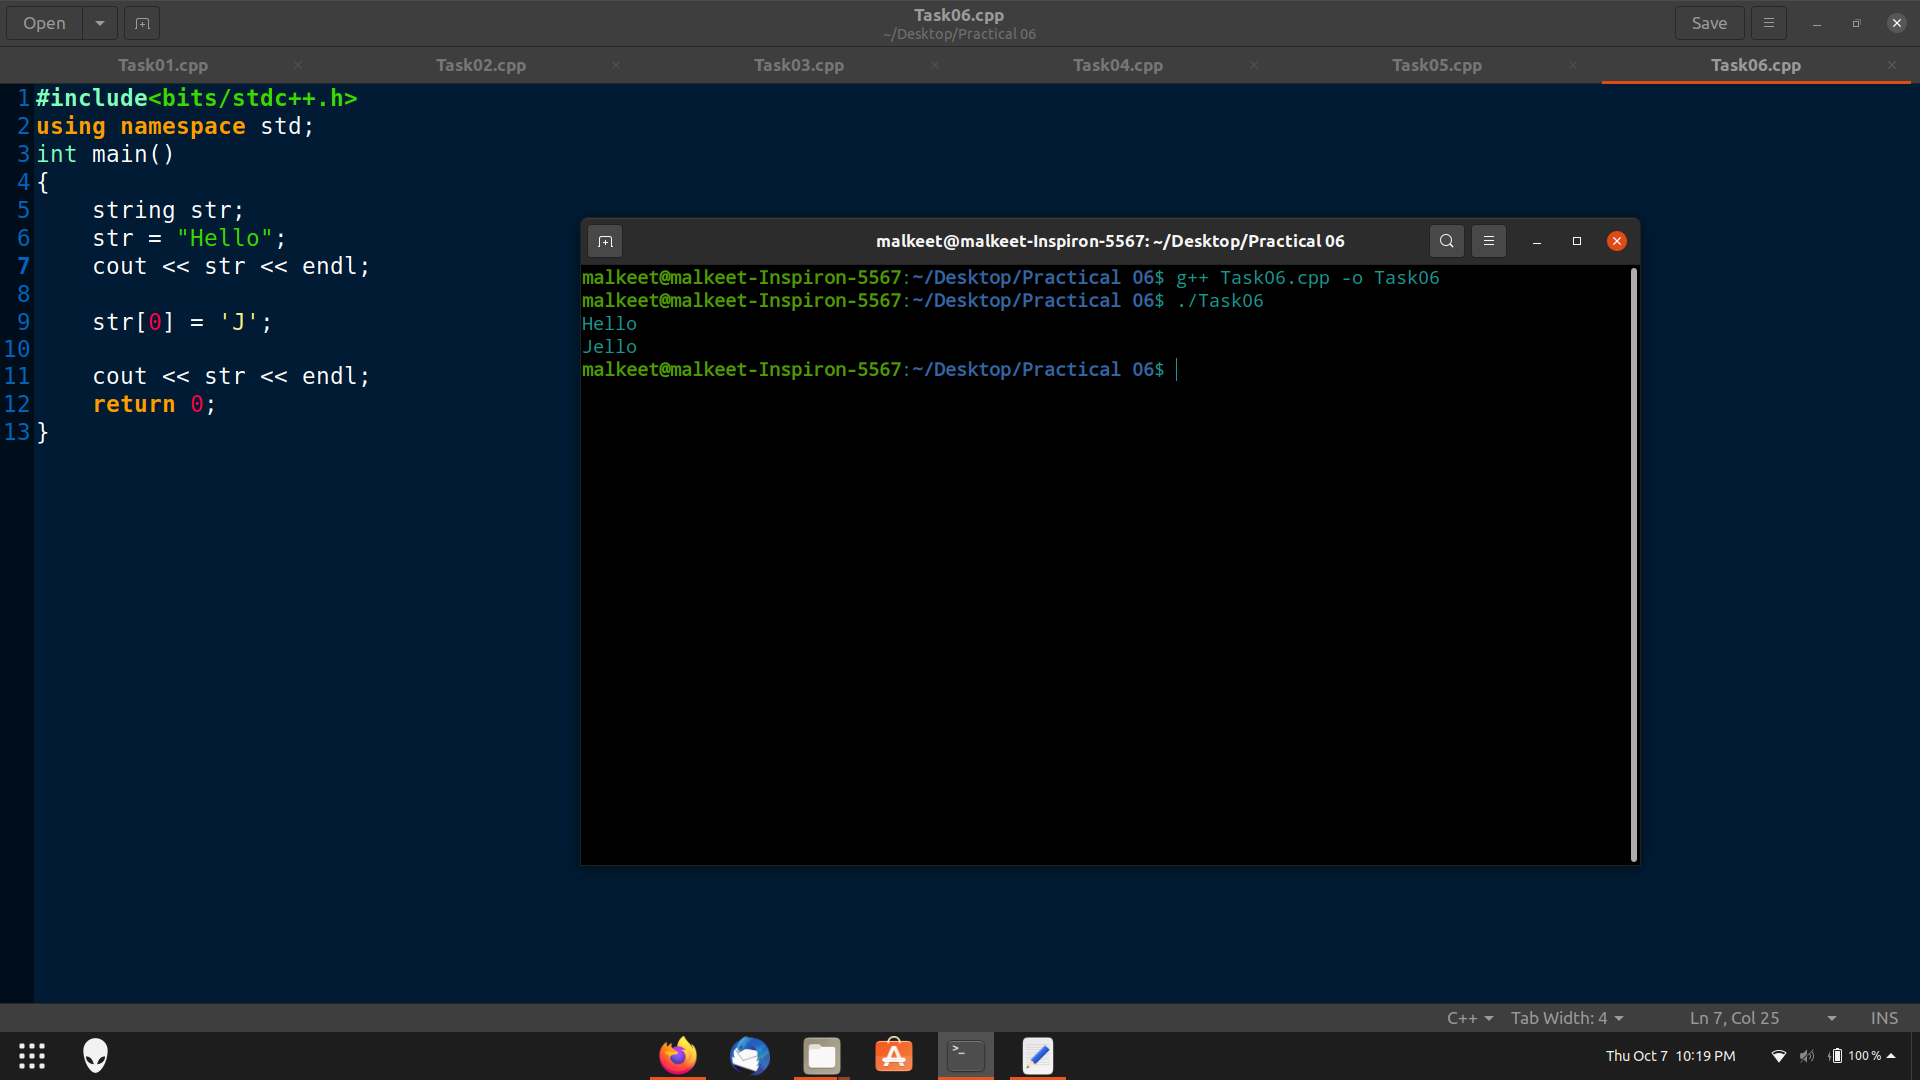 Open
Task06.cpp
~/Desktop/Practical 06
Save
Task01.cpp
Task02.cpp
Task03.cpp
Task04.cpp
Task05.cpp
Task06.cpp
1 #include<bits/stdc++.h>
2 using namespace std;
3 int main()
4 {
5     string str;
6     str = "Hello";
7     cout << str << endl;
8
9     str[0] = 'J';
10
11     cout << str << endl;
12     return 0;
13 }
malkeet@malkeet-Inspiron-5567: ~/Desktop/Practical 06
malkeet@malkeet-Inspiron-5567:~/Desktop/Practical 06$ g++ Task06.cpp -o Task06
malkeet@malkeet-Inspiron-5567:~/Desktop/Practical 06$ ./Task06
Hello
Jello
malkeet@malkeet-Inspiron-5567:~/Desktop/Practical 06$
C++
Tab Width: 4
Ln 7, Col 25
INS
Thu Oct 7 10:19 PM
100 %